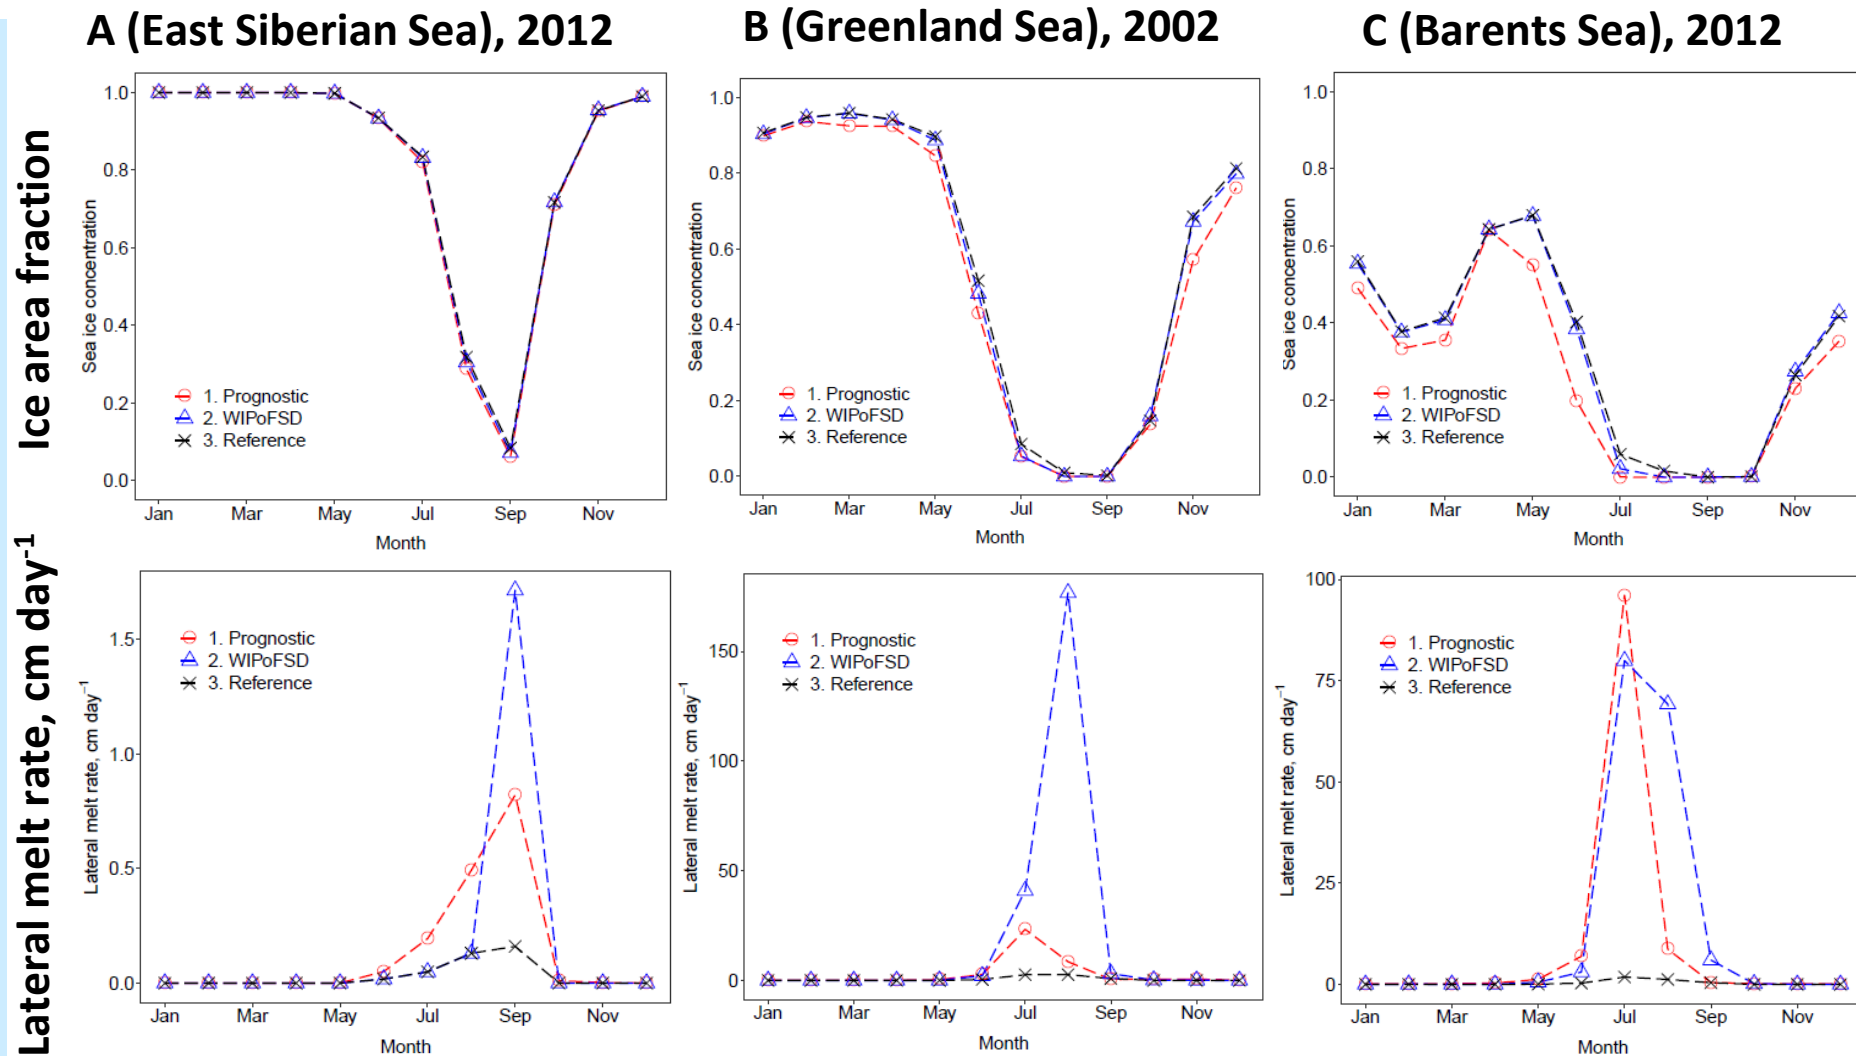 A (East Siberian Sea), 2012
B (Greenland Sea), 2002
C (Barents Sea), 2012
Ice area fraction
Sea ice concentration
1.0
0.8
0.6
0.4
0.2
0.0
1. Prognostic
2. WIPoFSD
3. Reference
Jan Mar May Jul Sep Nov
Month
Sea ice concentration
1.0
0.8
0.6
0.4
0.2
0.0
1. Prognostic
2. WIPoFSD
3. Reference
Jan Mar May Jul Sep Nov
Month
Sea ice concentration
1.0
0.8
0.6
0.4
0.2
0.0
1. Prognostic
2. WIPoFSD
3. Reference
Jan Mar May Jul Sep Nov
Month
Lateral melt rate, cm day⁻¹
Lateral melt rate, cm day⁻¹
1.5
1.0
0.5
0.0
1. Prognostic
2. WIPoFSD
3. Reference
Jan Mar May Jul Sep Nov
Month
Lateral melt rate, cm day⁻¹
150
100
50
0
1. Prognostic
2. WIPoFSD
3. Reference
Jan Mar May Jul Sep Nov
Month
Lateral melt rate, cm day⁻¹
100
75
50
25
0
1. Prognostic
2. WIPoFSD
3. Reference
Jan Mar May Jul Sep Nov
Month